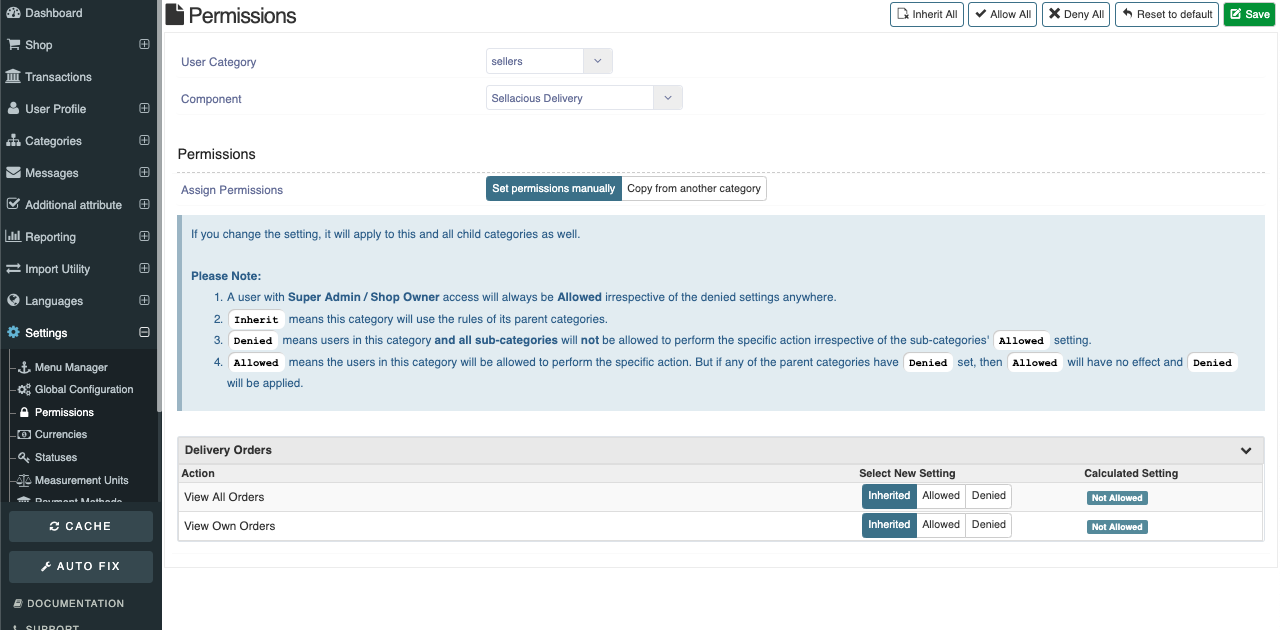 Dashboard
Shop
Transactions
User Profile
Categories
Messages
Additional attribute
Reporting
Import Utility
Languages
Settings
Menu Manager
Global Configuration
Permissions
Currencies
Statuses
Measurement Units
Payment Methods
CACHE
AUTO FIX
DOCUMENTATION
SUPPORT
Permissions
Inherit All
Allow All
Deny All
Reset to default
Save
User Category
sellers
Component
Sellacious Delivery
Permissions
Assign Permissions
Set permissions manually
Copy from another category
If you change the setting, it will apply to this and all child categories as well.
Please Note:
1. A user with Super Admin / Shop Owner access will always be Allowed irrespective of the denied settings anywhere.
2. Inherit means this category will use the rules of its parent categories.
3. Denied means users in this category and all sub-categories will not be allowed to perform the specific action irrespective of the sub-categories' Allowed setting.
4. Allowed means the users in this category will be allowed to perform the specific action. But if any of the parent categories have Denied set, then Allowed will have no effect and Denied
will be applied.
Delivery Orders
Action Select New Setting Calculated Setting
View All Orders Inherited Allowed Denied Not Allowed
View Own Orders Inherited Allowed Denied Not Allowed